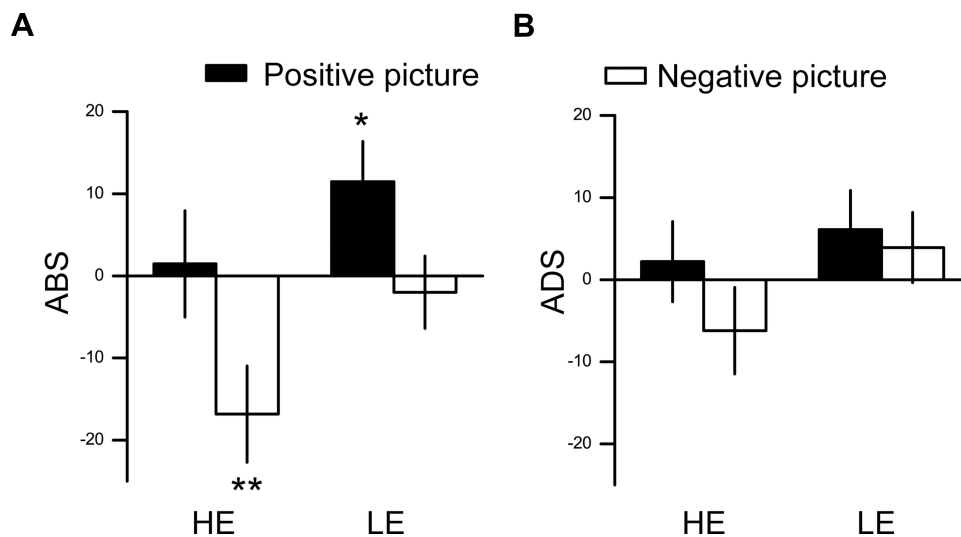 A
B
Positive picture
Negative picture
20
10
0
-10
-20
ABS
*
**
HE
LE
20
10
0
-10
-20
ADS
HE
LE